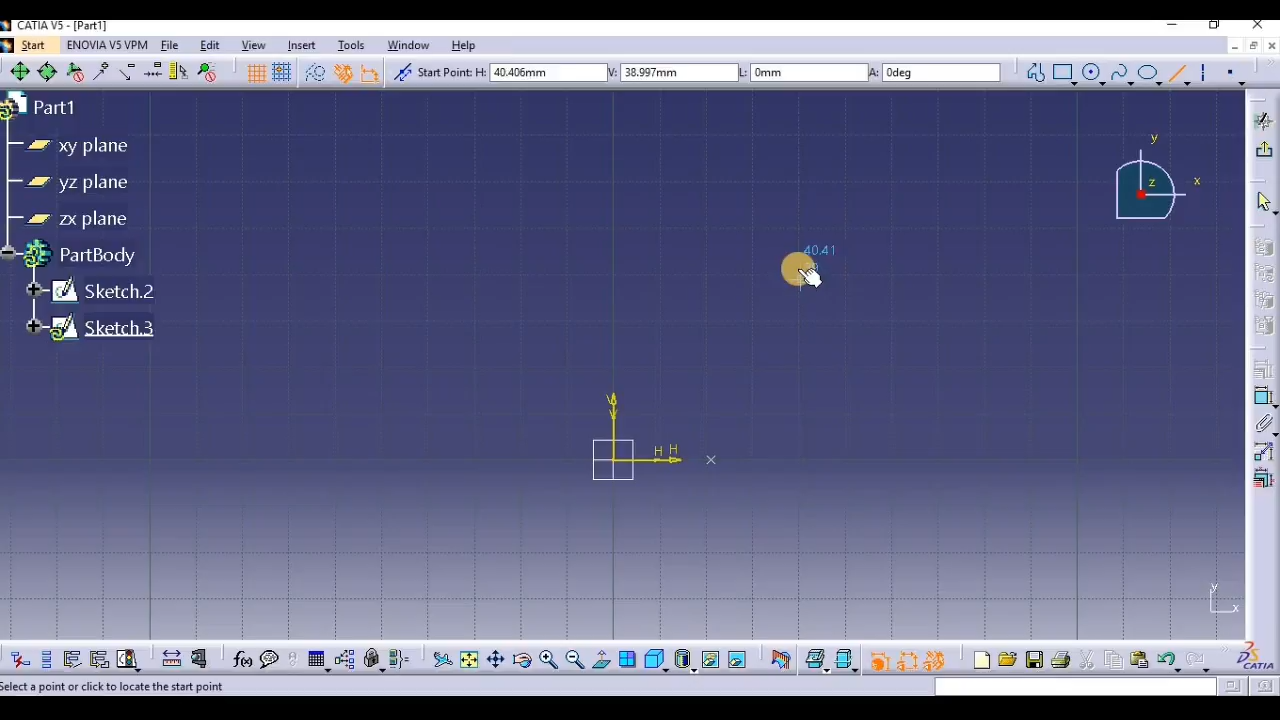 CATIA V5 - [Part1]
Start ENOVIA V5 VPM File Edit View Insert Tools Window Help
Start Point: H: 40.406mm V: 38.997mm L: 0mm A: 0deg
Part1
xy plane
yz plane
zx plane
PartBody
Sketch.2
Sketch.3
y
z x
40.41
V
V
H H
y
x
f(x)
CATIA
Select a point or click to locate the start point